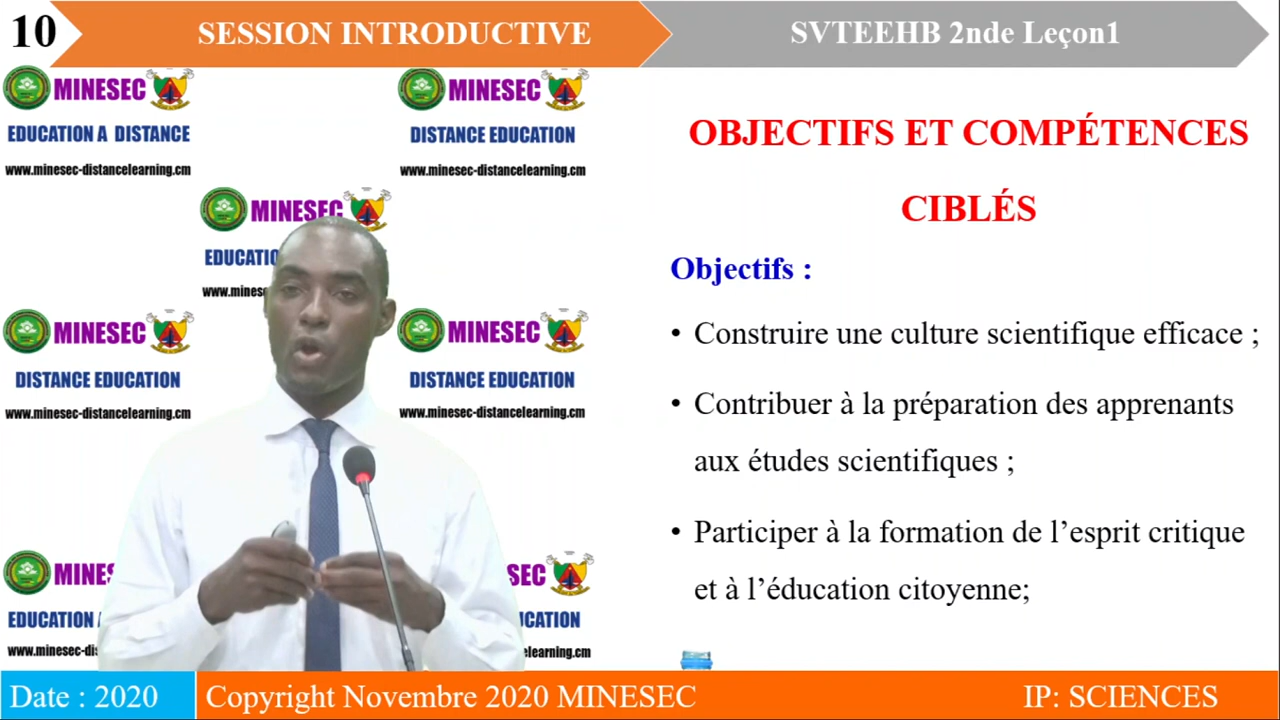 10
SESSION INTRODUCTIVE
SVTEEHB 2nde Leçon1
MINESEC
EDUCATION A DISTANCE
www.minesec-distancelearning.cm
MINESEC
DISTANCE EDUCATION
www.minesec-distancelearning.cm
MINESEC
MINESEC
DISTANCE EDUCATION
www.minesec-distancelearning.cm
MINESEC
DISTANCE EDUCATION
www.minesec-distancelearning.cm
EDUCATION
OBJECTIFS ET COMPÉTENCES
CIBLÉS
Objectifs :
• Construire une culture scientifique efficace ;
• Contribuer à la préparation des apprenants
aux études scientifiques ;
• Participer à la formation de l’esprit critique
et à l’éducation citoyenne;
Date : 2020
Copyright Novembre 2020 MINESEC
IP: SCIENCES